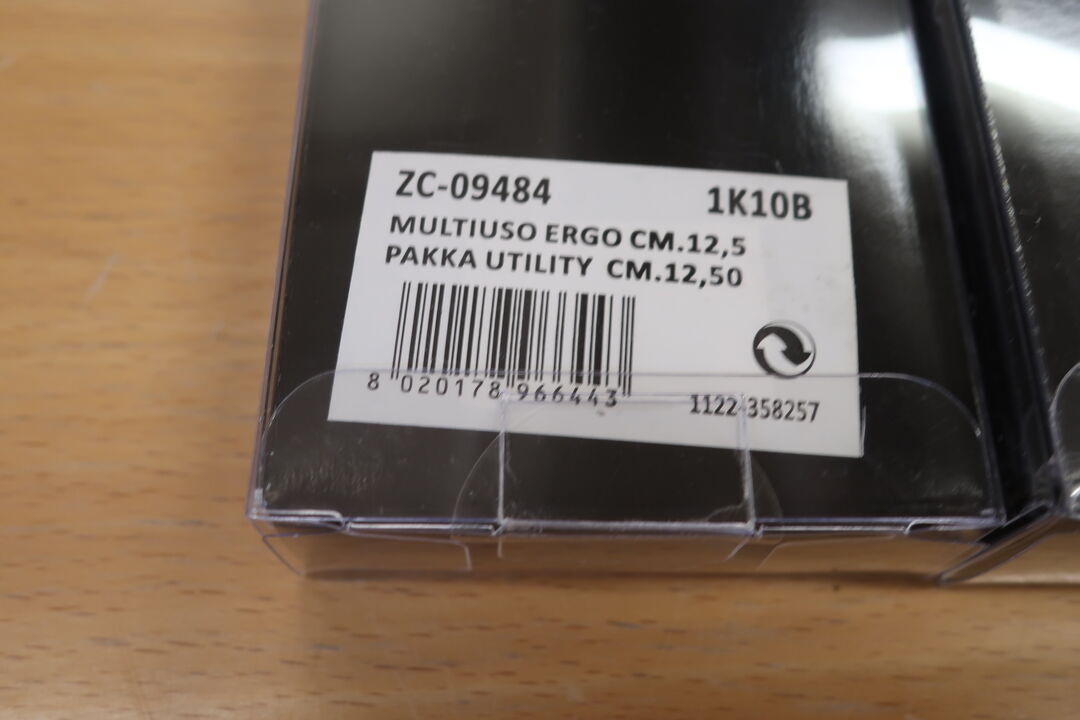 ZC-09484 1K10B
MULTIUSO ERGO CM.12,5
PAKKA UTILITY CM.12,50
8 020178 966443
1122-358257